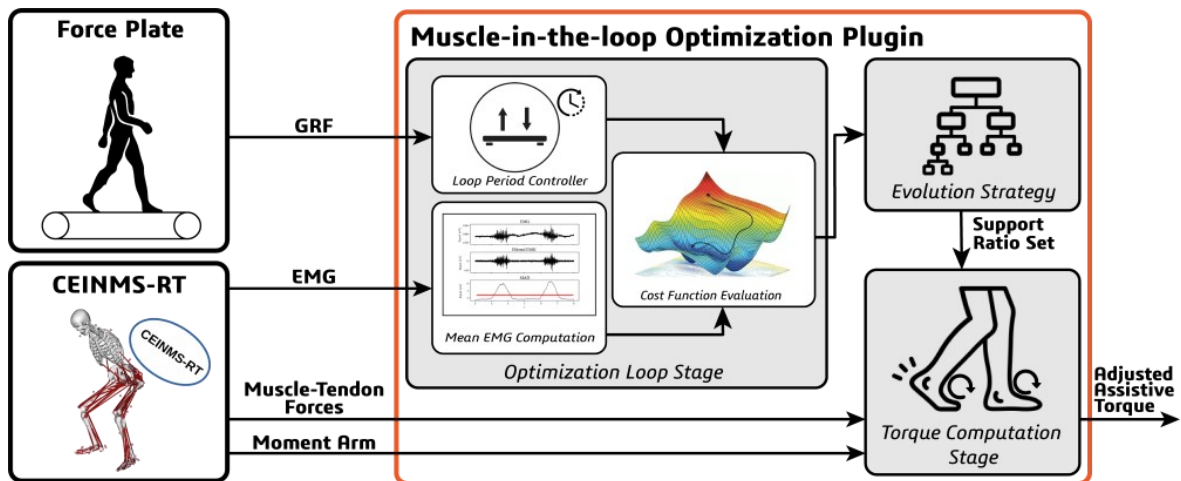 Force Plate
Muscle-in-the-loop Optimization Plugin
GRF
Loop Period Controller
Evolution Strategy
Support
Ratio Set
CEINMS-RT
CEINMS-RT
EMG
Mean EMG Computation
Cost Function Evaluation
Optimization Loop Stage
Muscle-Tendon
Forces
Moment Arm
Torque Computation
Stage
Adjusted
Assistive
Torque